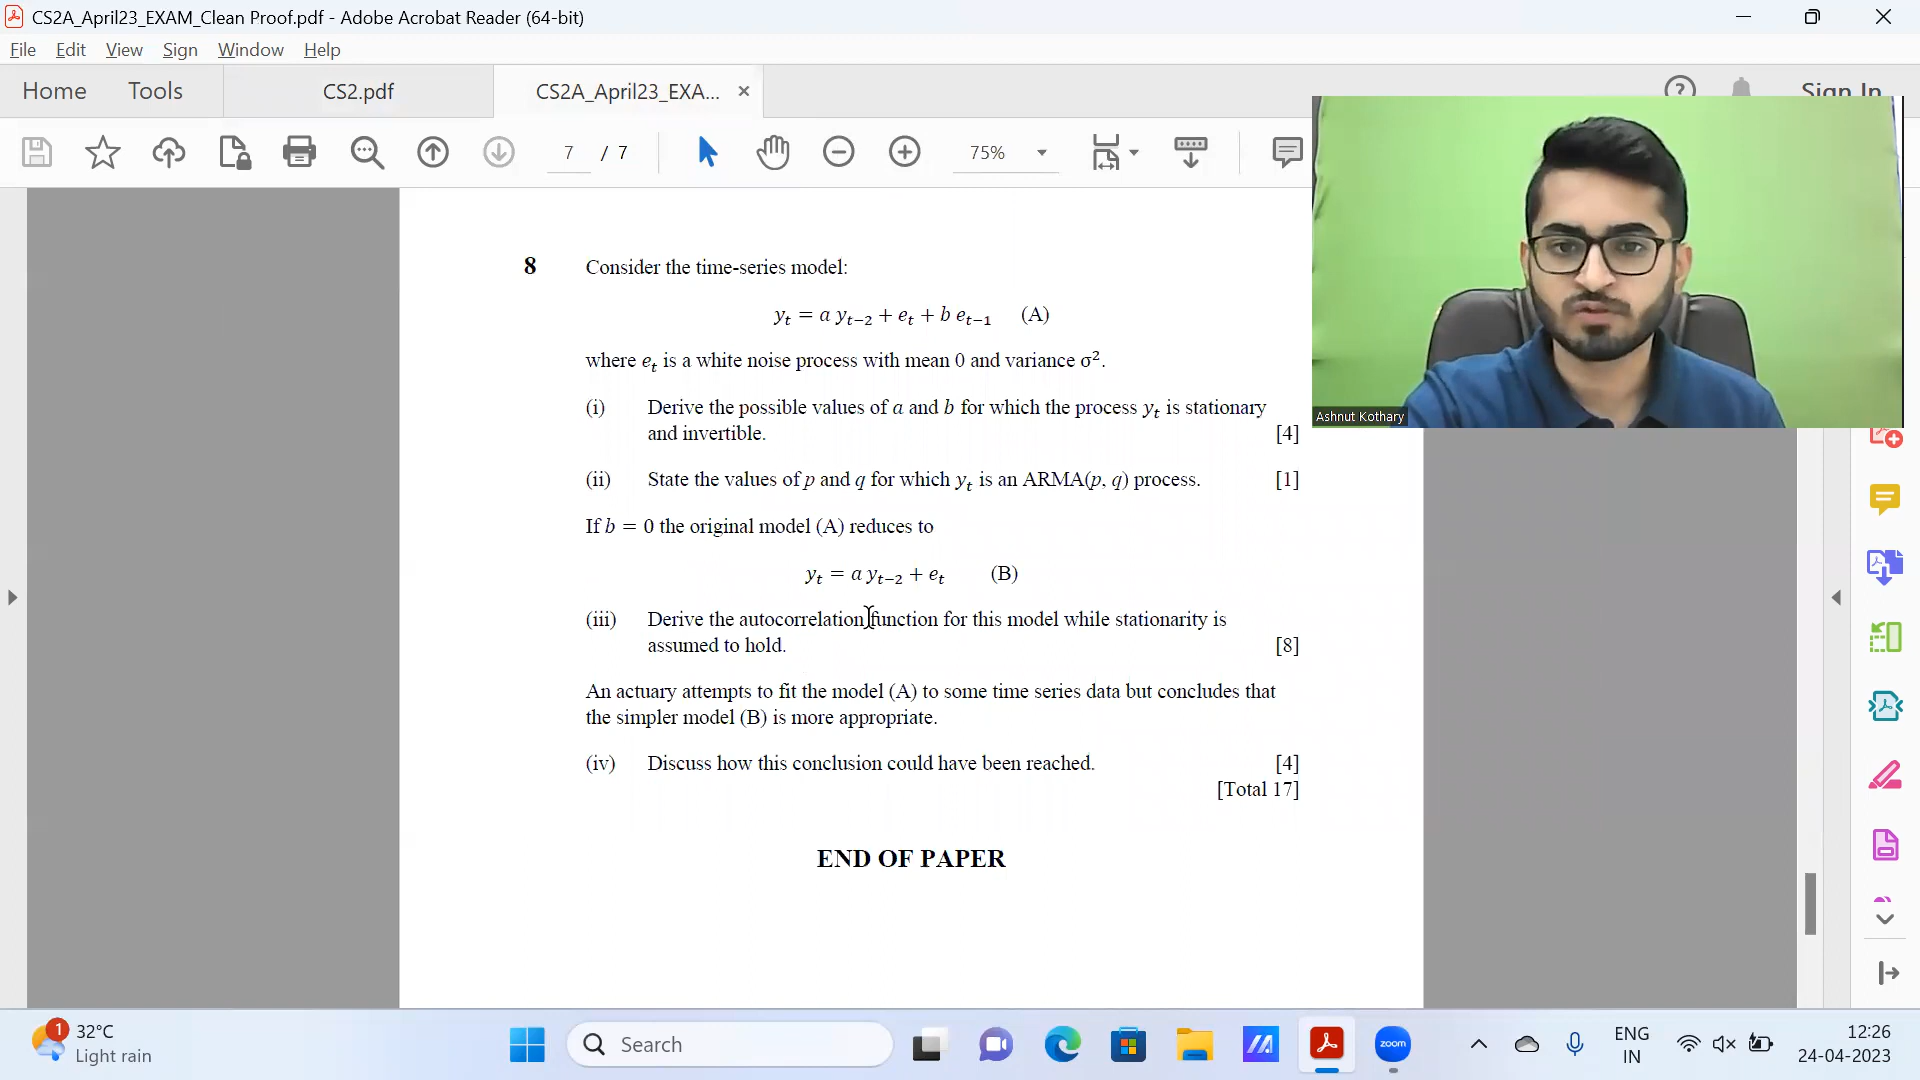 CS2A_April23_EXAM_Clean Proof.pdf - Adobe Acrobat Reader (64-bit)
File Edit View Sign Window Help
Home Tools CS2.pdf CS2A_April23_EXA... × Sign In
7 / 7 75%
8 Consider the time-series model:
y_t = a y_{t−2} + e_t + b e_{t−1} (A)
where e_t is a white noise process with mean 0 and variance σ².
(i) Derive the possible values of a and b for which the process y_t is stationary
and invertible. [4]
(ii) State the values of p and q for which y_t is an ARMA(p, q) process. [1]
If b = 0 the original model (A) reduces to
y_t = a y_{t−2} + e_t (B)
(iii) Derive the autocorrelation function for this model while stationarity is
assumed to hold. [8]
An actuary attempts to fit the model (A) to some time series data but concludes that
the simpler model (B) is more appropriate.
(iv) Discuss how this conclusion could have been reached. [4]
[Total 17]
END OF PAPER
Ashnut Kothary
1
32°C
Light rain
Search
zoom
ENG
IN
12:26
24-04-2023